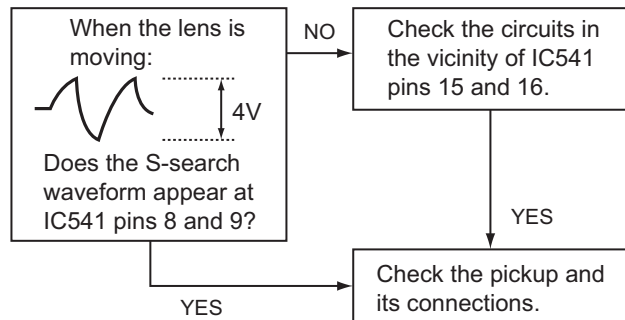 When the lens is
moving:
4V
Does the S-search
waveform appear at
IC541 pins 8 and 9?
NO
Check the circuits in
the vicinity of IC541
pins 15 and 16.
YES
YES
Check the pickup and
its connections.